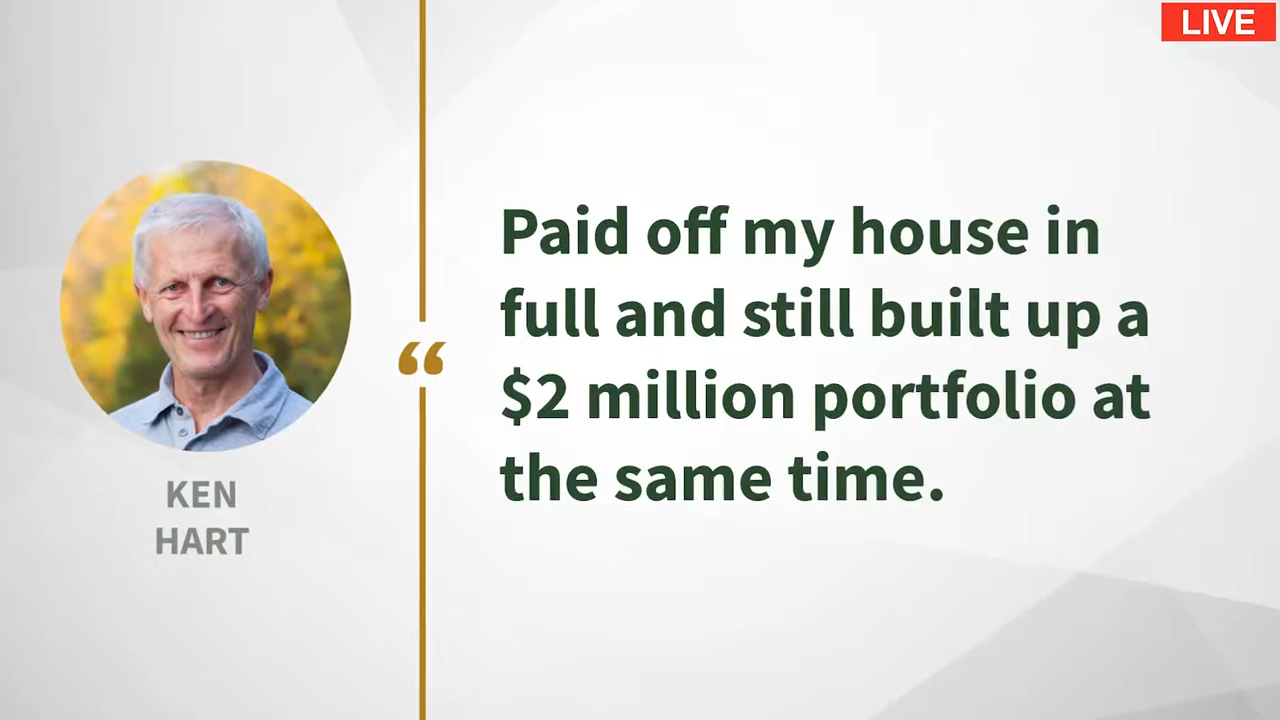 LIVE
“
Paid off my house in
full and still built up a
$2 million portfolio at
the same time.
KEN
HART